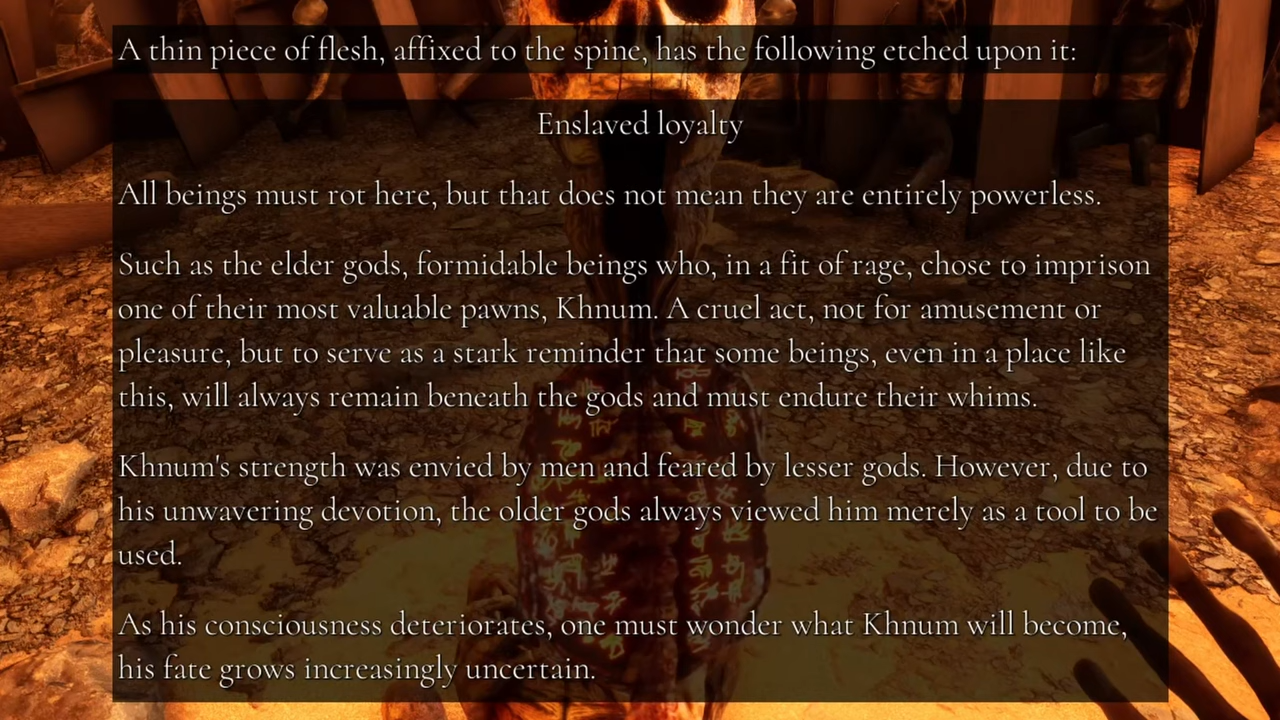 A thin piece of flesh, affixed to the spine, has the following etched upon it:
Enslaved loyalty
All beings must rot here, but that does not mean they are entirely powerless.
Such as the elder gods, formidable beings who, in a fit of rage, chose to imprison
one of their most valuable pawns, Khnum. A cruel act, not for amusement or
pleasure, but to serve as a stark reminder that some beings, even in a place like
this, will always remain beneath the gods and must endure their whims.
Khnum's strength was envied by men and feared by lesser gods. However, due to
his unwavering devotion, the older gods always viewed him merely as a tool to be
used.
As his consciousness deteriorates, one must wonder what Khnum will become,
his fate grows increasingly uncertain.